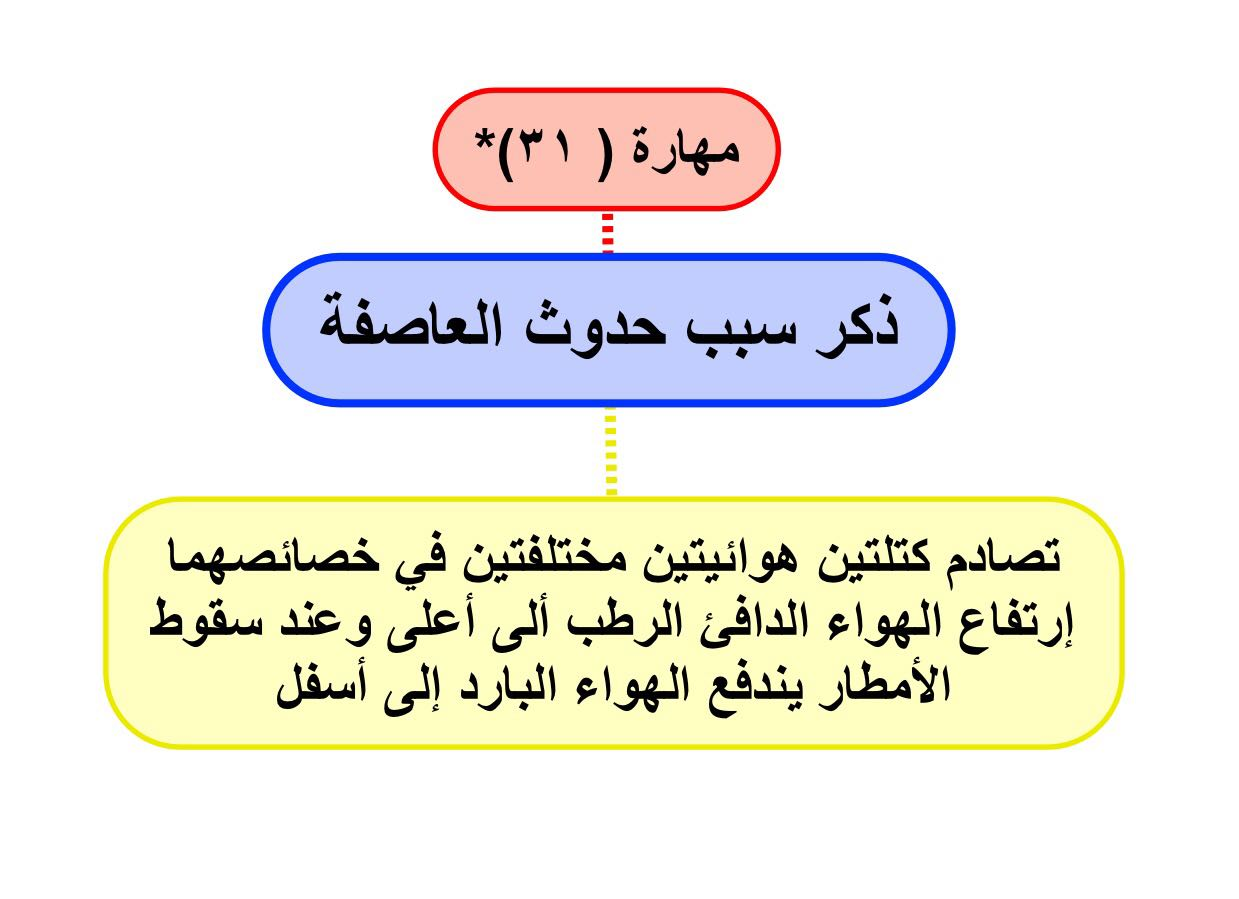 مهارة ( ٣١)*
ذكر سبب حدوث العاصفة
تصادم كتلتين هوائيتين مختلفتين في خصائصهما
إرتفاع الهواء الدافئ الرطب ألى أعلى وعند سقوط
الأمطار يندفع الهواء البارد إلى أسفل